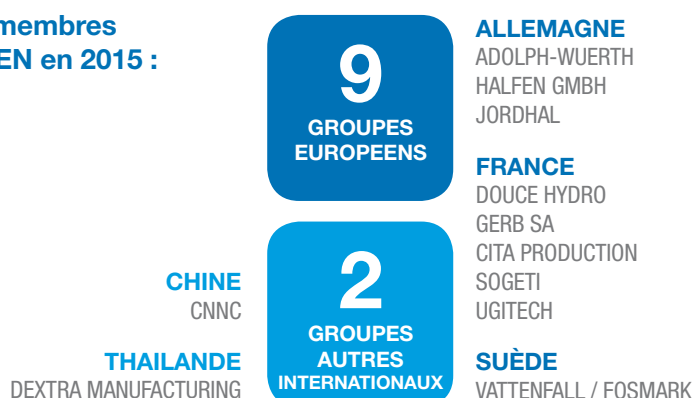 membres
EN en 2015 :
9
GROUPES
EUROPEENS
ALLEMAGNE
ADOLPH-WUERTH
HALFEN GMBH
JORDHAL
FRANCE
DOUCE HYDRO
GERB SA
CITA PRODUCTION
SOGETI
UGITECH
SUÈDE
VATTENFALL / FOSMARK
2
GROUPES
AUTRES
INTERNATIONAUX
CHINE
CNNC
THAILANDE
DEXTRA MANUFACTURING